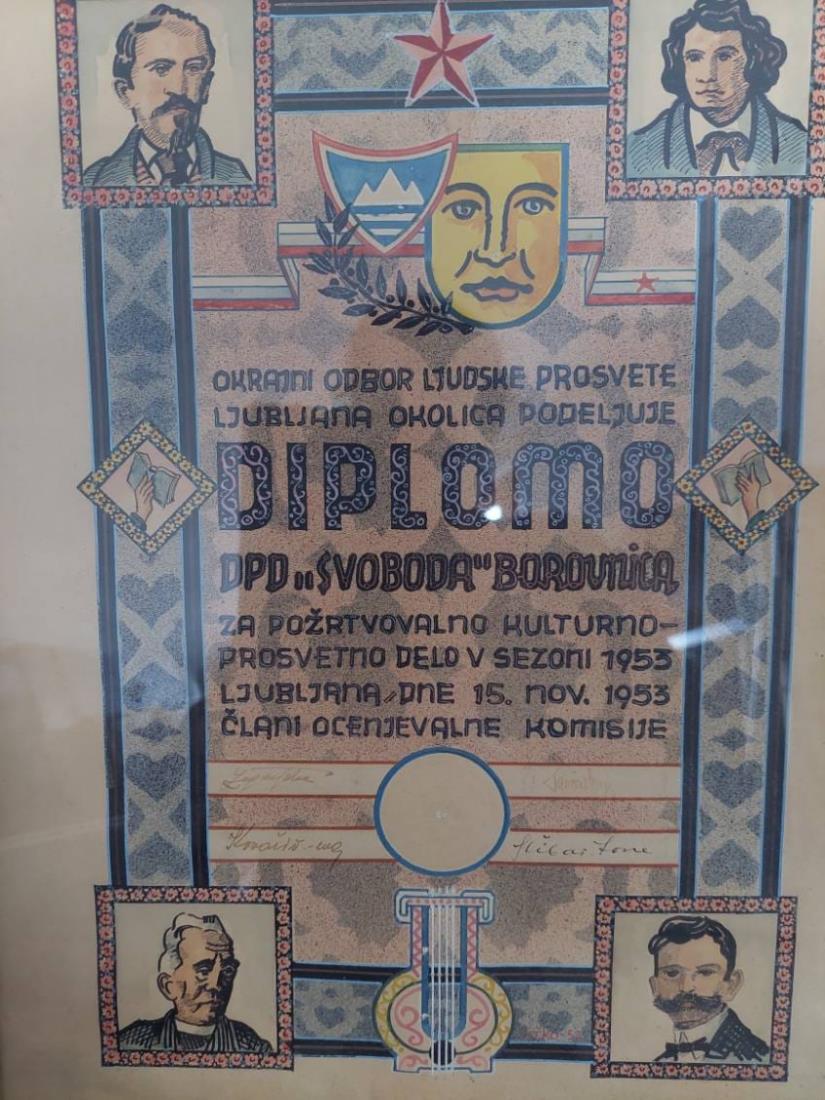 OKRAJNI ODBOR LJUDSKE PROSVETE
LJUBLJANA OKOLICA PODELJUJE
DIPLOMO
DPD „SVOBODA“ BOROVNICA
ZA POŽRTVOVALNO KULTURNO-
PROSVETNO DELO V SEZONI 1953
LJUBLJANA, DNE 15. NOV. 1953
ČLANI OCENJEVALNE KOMISIJE